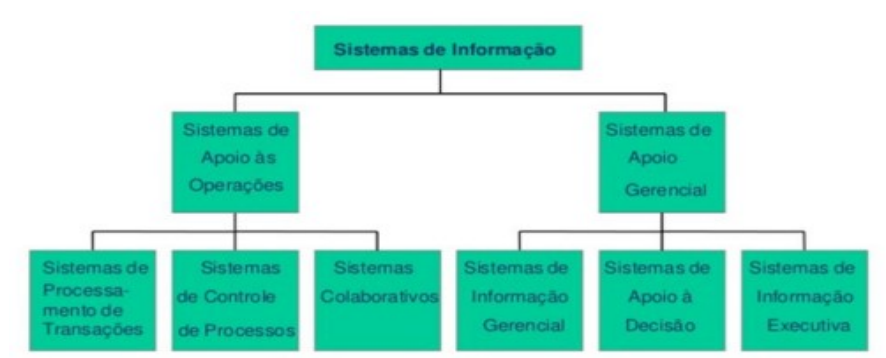 Sistemas de Informação
Sistemas de
Apoio às
Operações
Sistemas de
Apoio
Gerencial
Sistemas de
Processa-
mento de
Transações
Sistemas
de Controle
de Processos
Sistemas
Colaborativos
Sistemas de
Informação
Gerencial
Sistemas de
Apoio à
Decisão
Sistemas de
Informação
Executiva